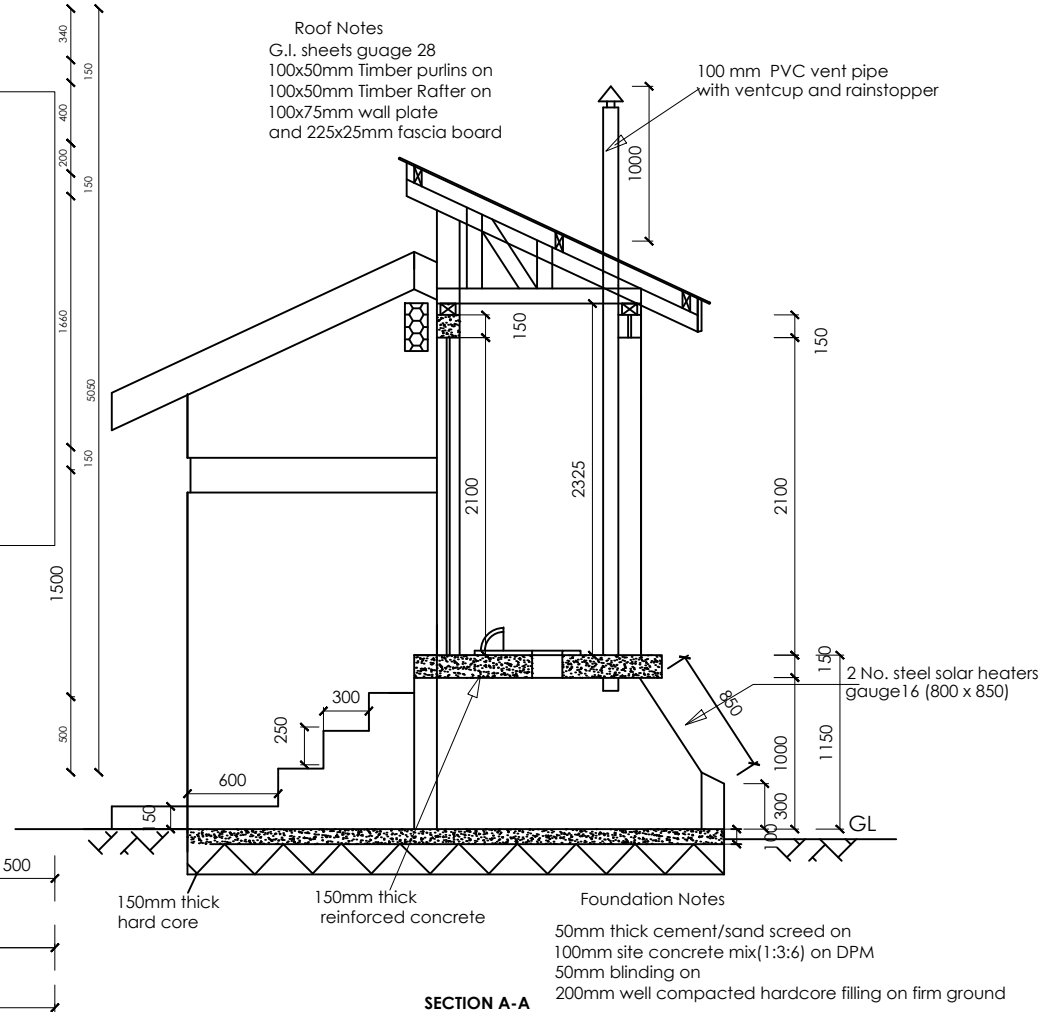 Roof Notes
G.I. sheets guage 28
100x50mm Timber purlins on
100x50mm Timber Rafter on
100x75mm wall plate
and 225x25mm fascia board
100 mm PVC vent pipe
with ventcup and rainstopper
340
150
400
200
150
1660
5050
150
1500
500
1000
150
150
2100
2325
2100
150
2 No. steel solar heaters
gauge16 (800 x 850)
850
300
250
600
1000
1150
300
GL
100
500
150mm thick
hard core
150mm thick
reinforced concrete
Foundation Notes
50mm thick cement/sand screed on
100mm site concrete mix(1:3:6) on DPM
50mm blinding on
200mm well compacted hardcore filling on firm ground
SECTION A-A